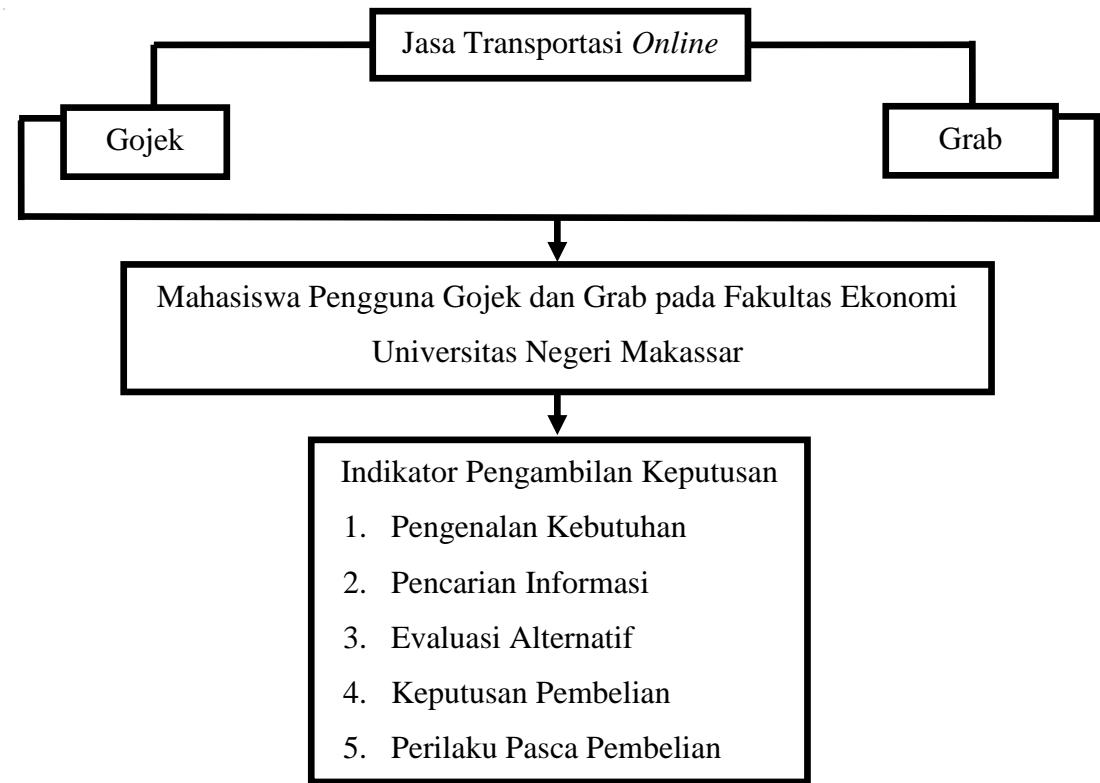 Jasa Transportasi Online
Gojek
Grab
Mahasiswa Pengguna Gojek dan Grab pada Fakultas Ekonomi
Universitas Negeri Makassar
Indikator Pengambilan Keputusan
1. Pengenalan Kebutuhan
2. Pencarian Informasi
3. Evaluasi Alternatif
4. Keputusan Pembelian
5. Perilaku Pasca Pembelian